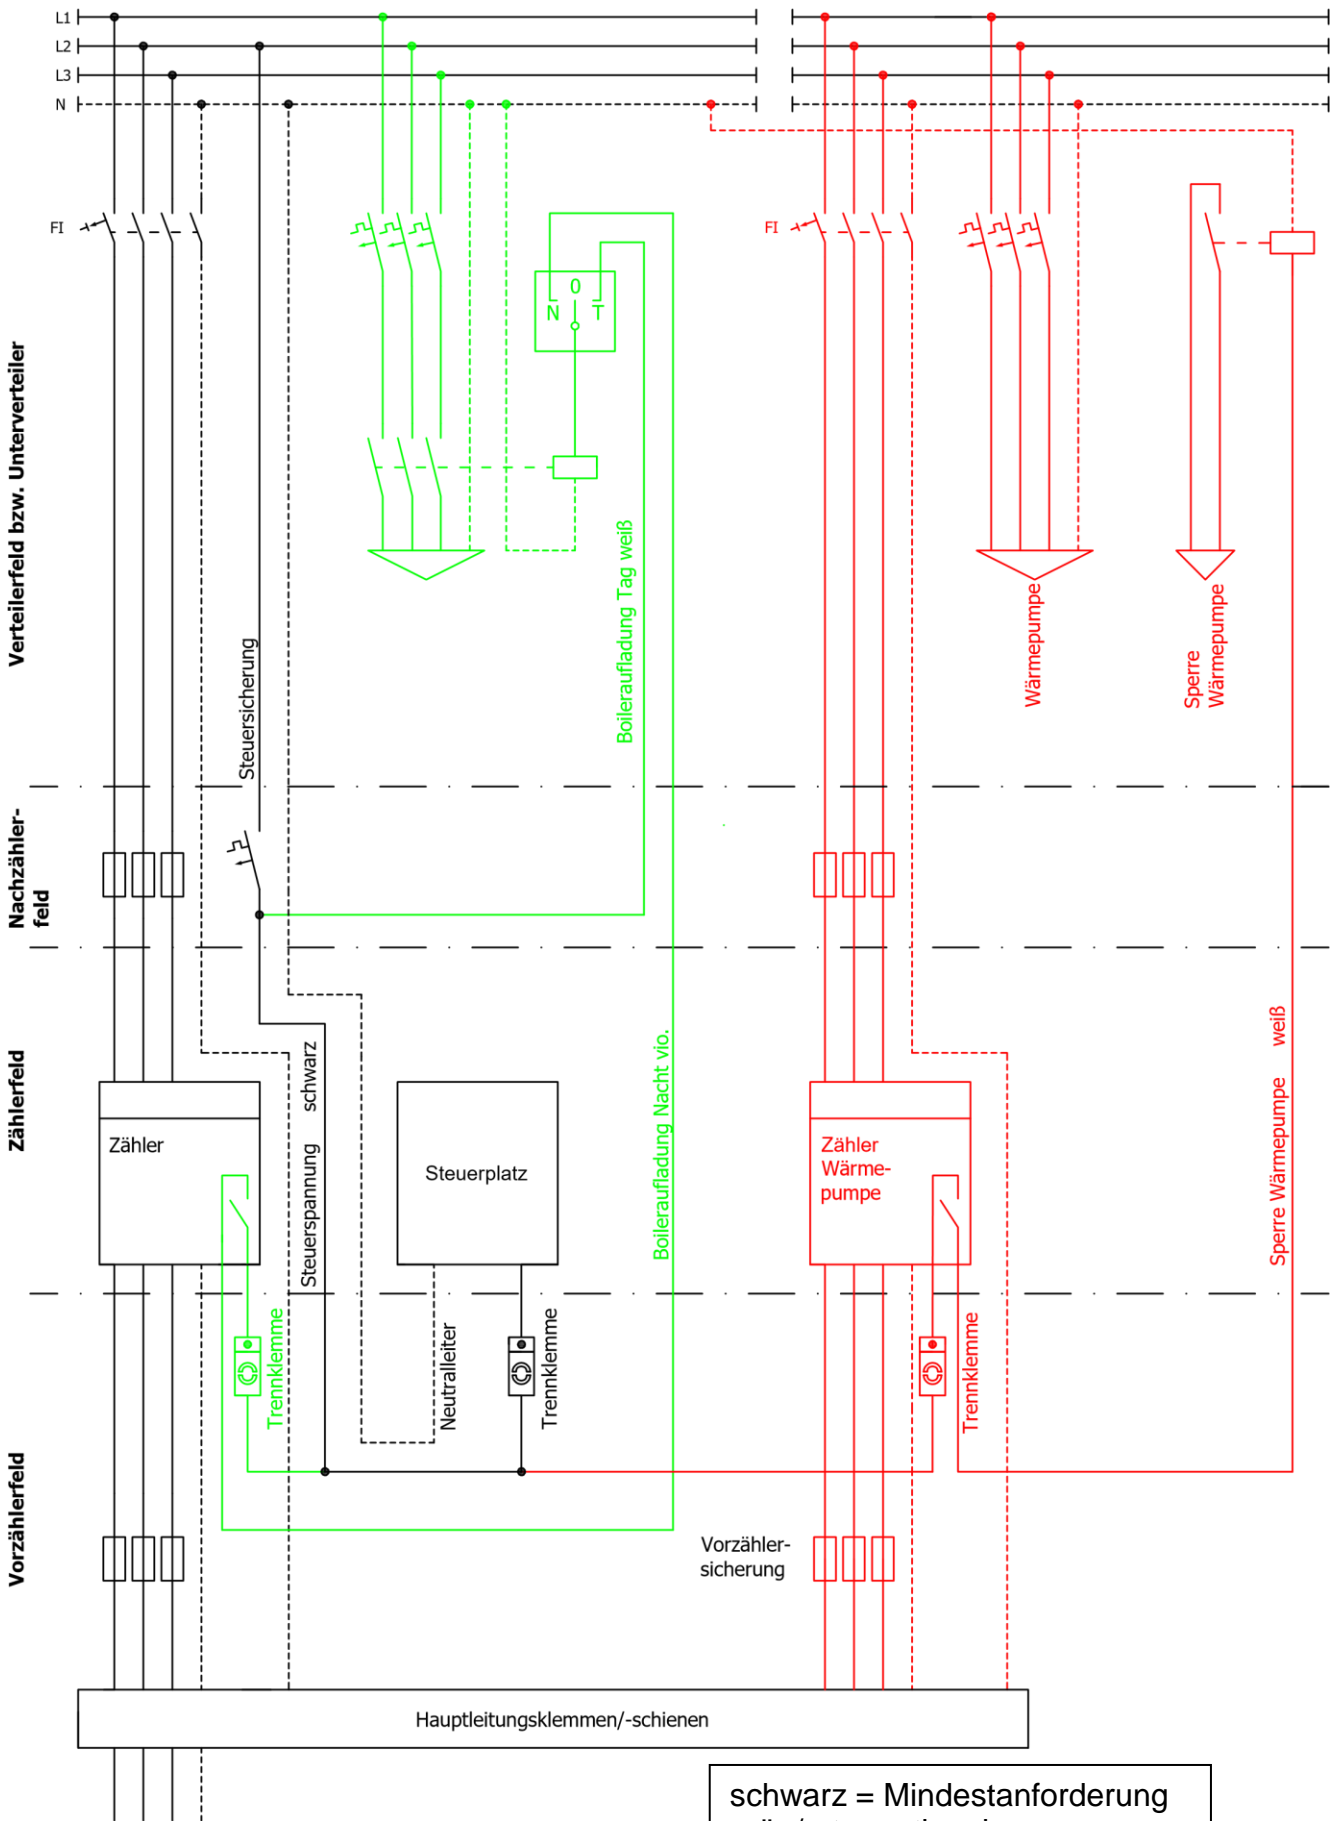 L1
L2
L3
N
FI
FI
0
N
T
Verteilerfeld bzw. Unterverteiler
Steuersicherung
Boileraufladung Tag weiß
Wärmepumpe
Sperre
Wärmepumpe
Nachzähler-
feld
Zählerfeld
Zähler
Steuerspannung schwarz
Steuerplatz
Boileraufladung Nacht vio.
Zähler
Wärme-
pumpe
Sperre Wärmepumpe weiß
Trennklemme
Neutralleiter
Trennklemme
Trennklemme
Vorzählerfeld
Vorzähler-
sicherung
Hauptleitungsklemmen/-schienen
schwarz = Mindestanforderung